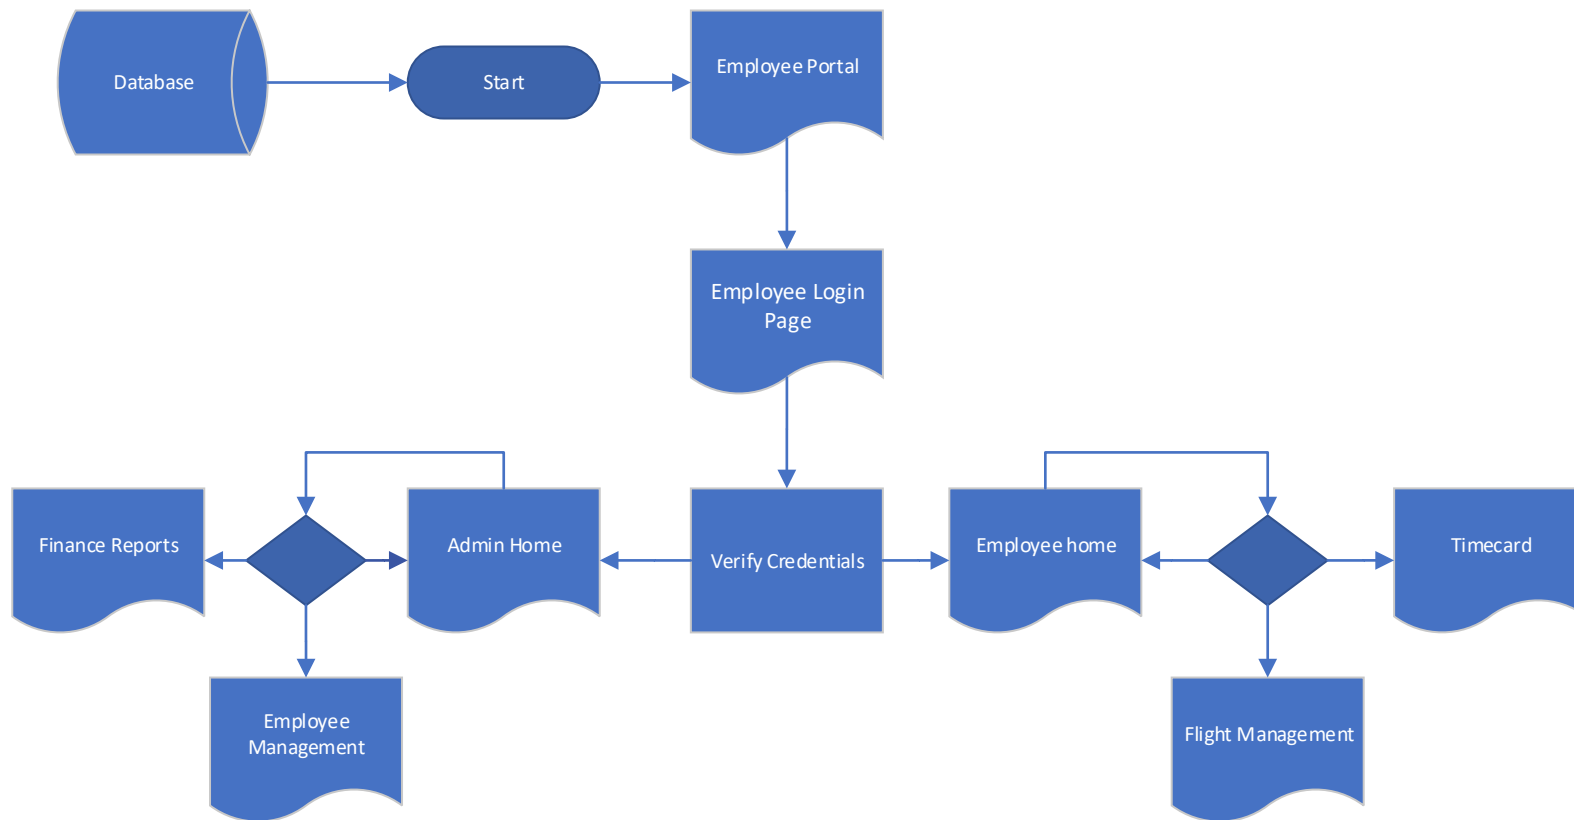 Database
Start
Employee Portal
Employee Login
Page
Finance Reports
Admin Home
Verify Credentials
Employee home
Timecard
Employee
Management
Flight Management